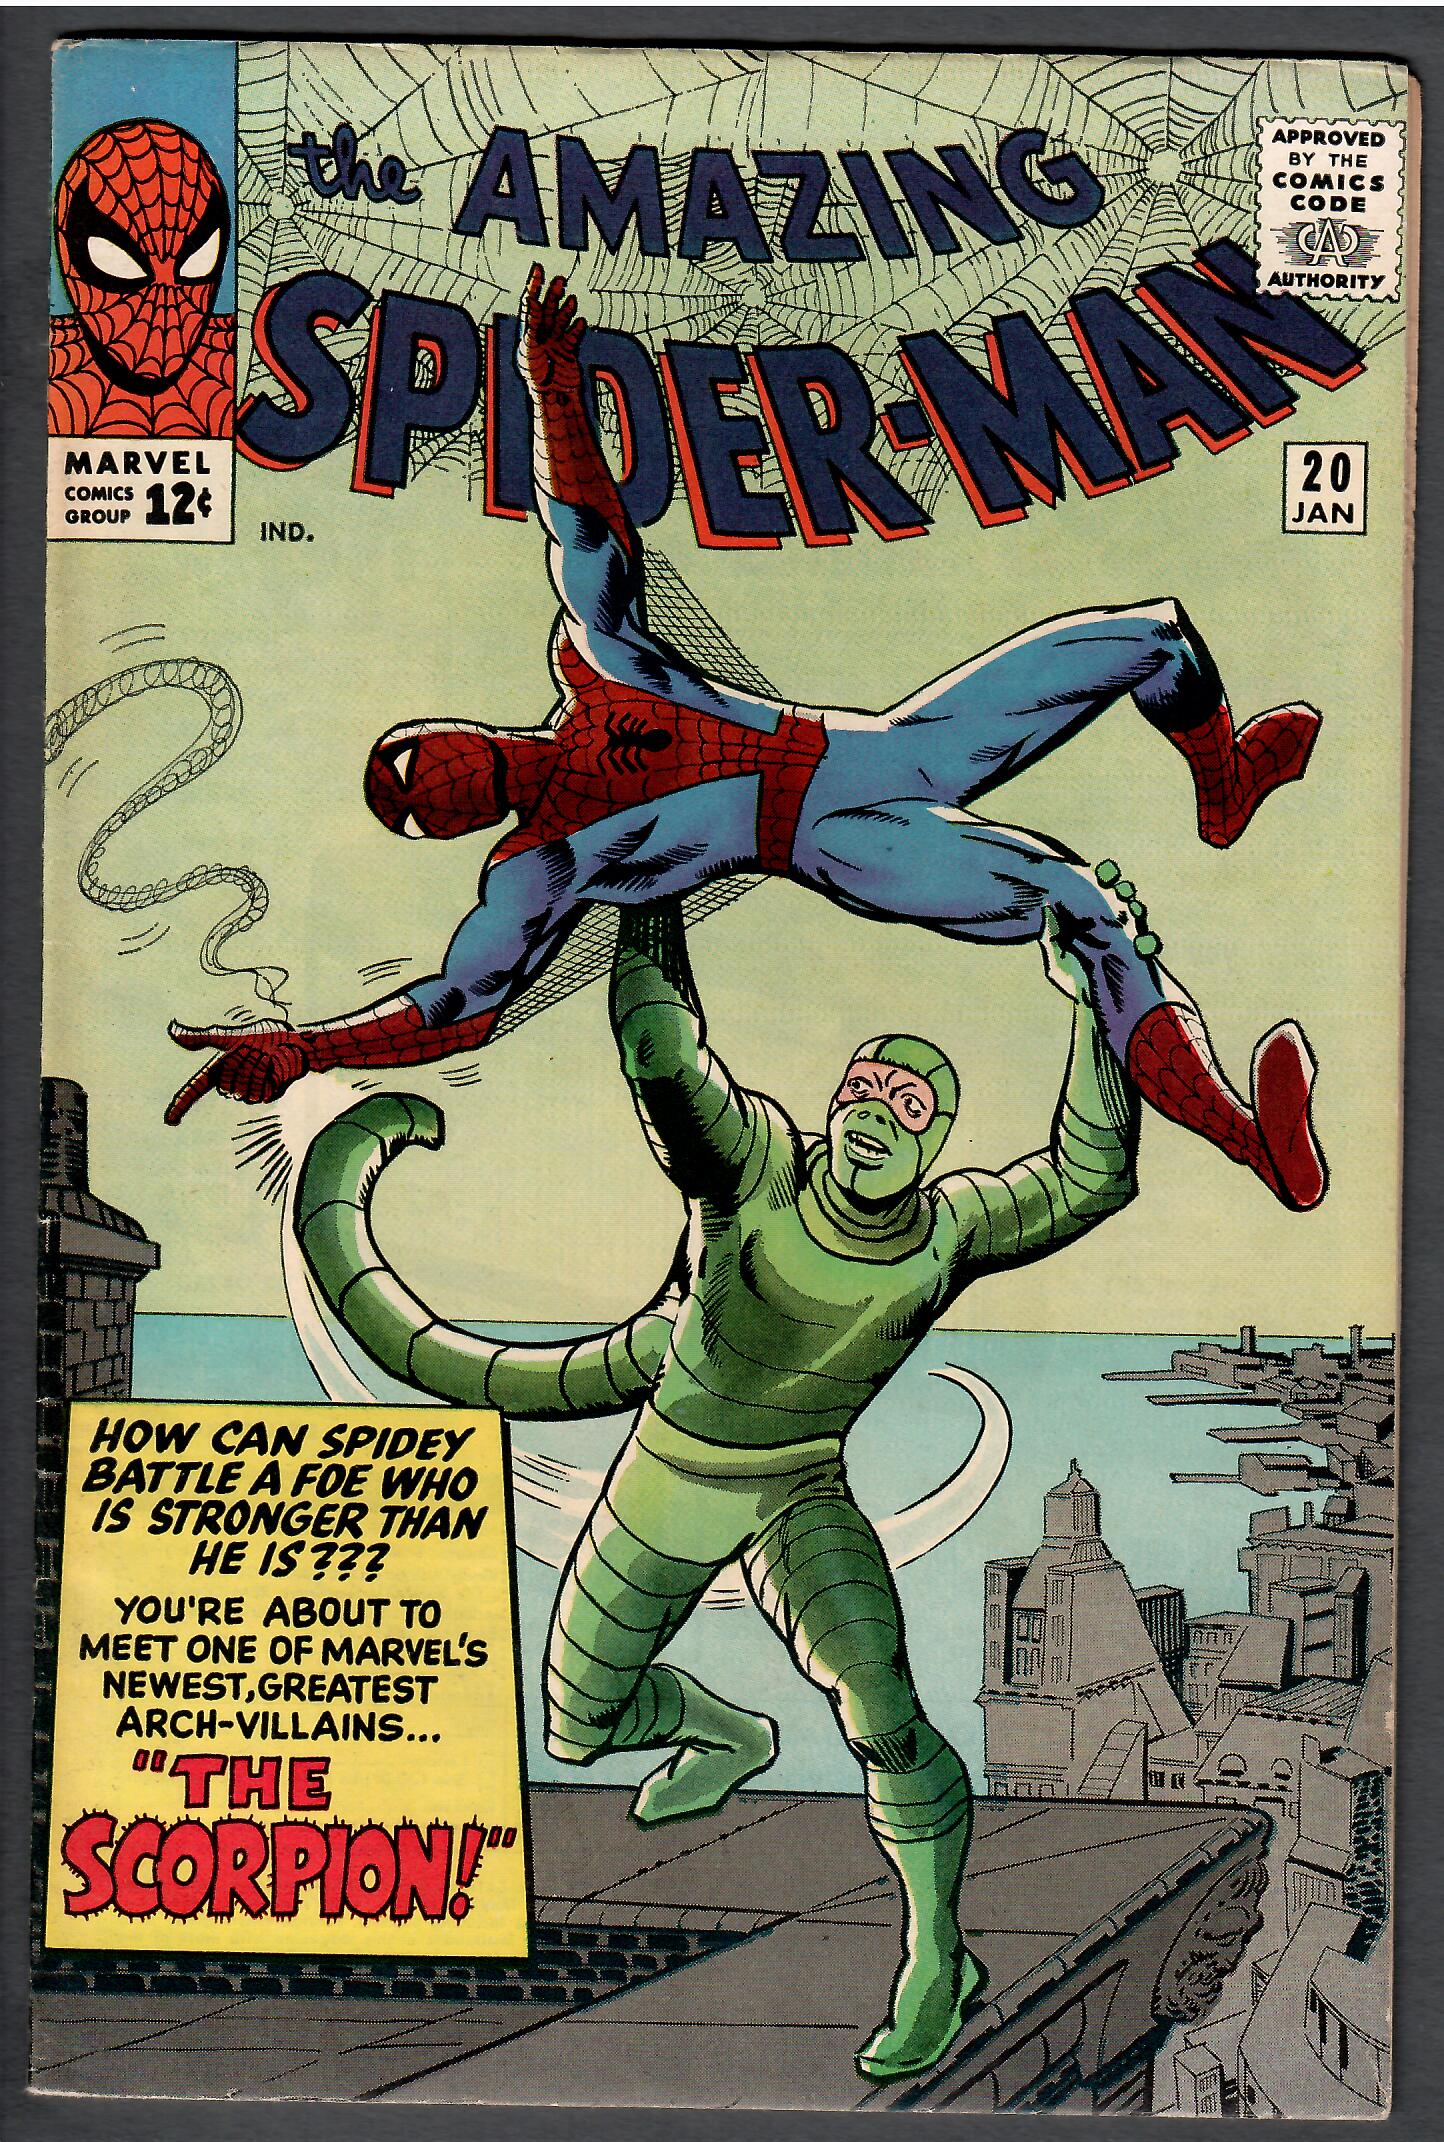 the AMAZING
SPIDER-MAN
APPROVED
BY THE
COMICS
CODE
CA
AUTHORITY
MARVEL
COMICS
GROUP 12¢
IND.
20
JAN
HOW CAN SPIDEY
BATTLE A FOE WHO
IS STRONGER THAN
HE IS???
YOU'RE ABOUT TO
MEET ONE OF MARVEL'S
NEWEST, GREATEST
ARCH-VILLAINS...
"THE
SCORPION!"